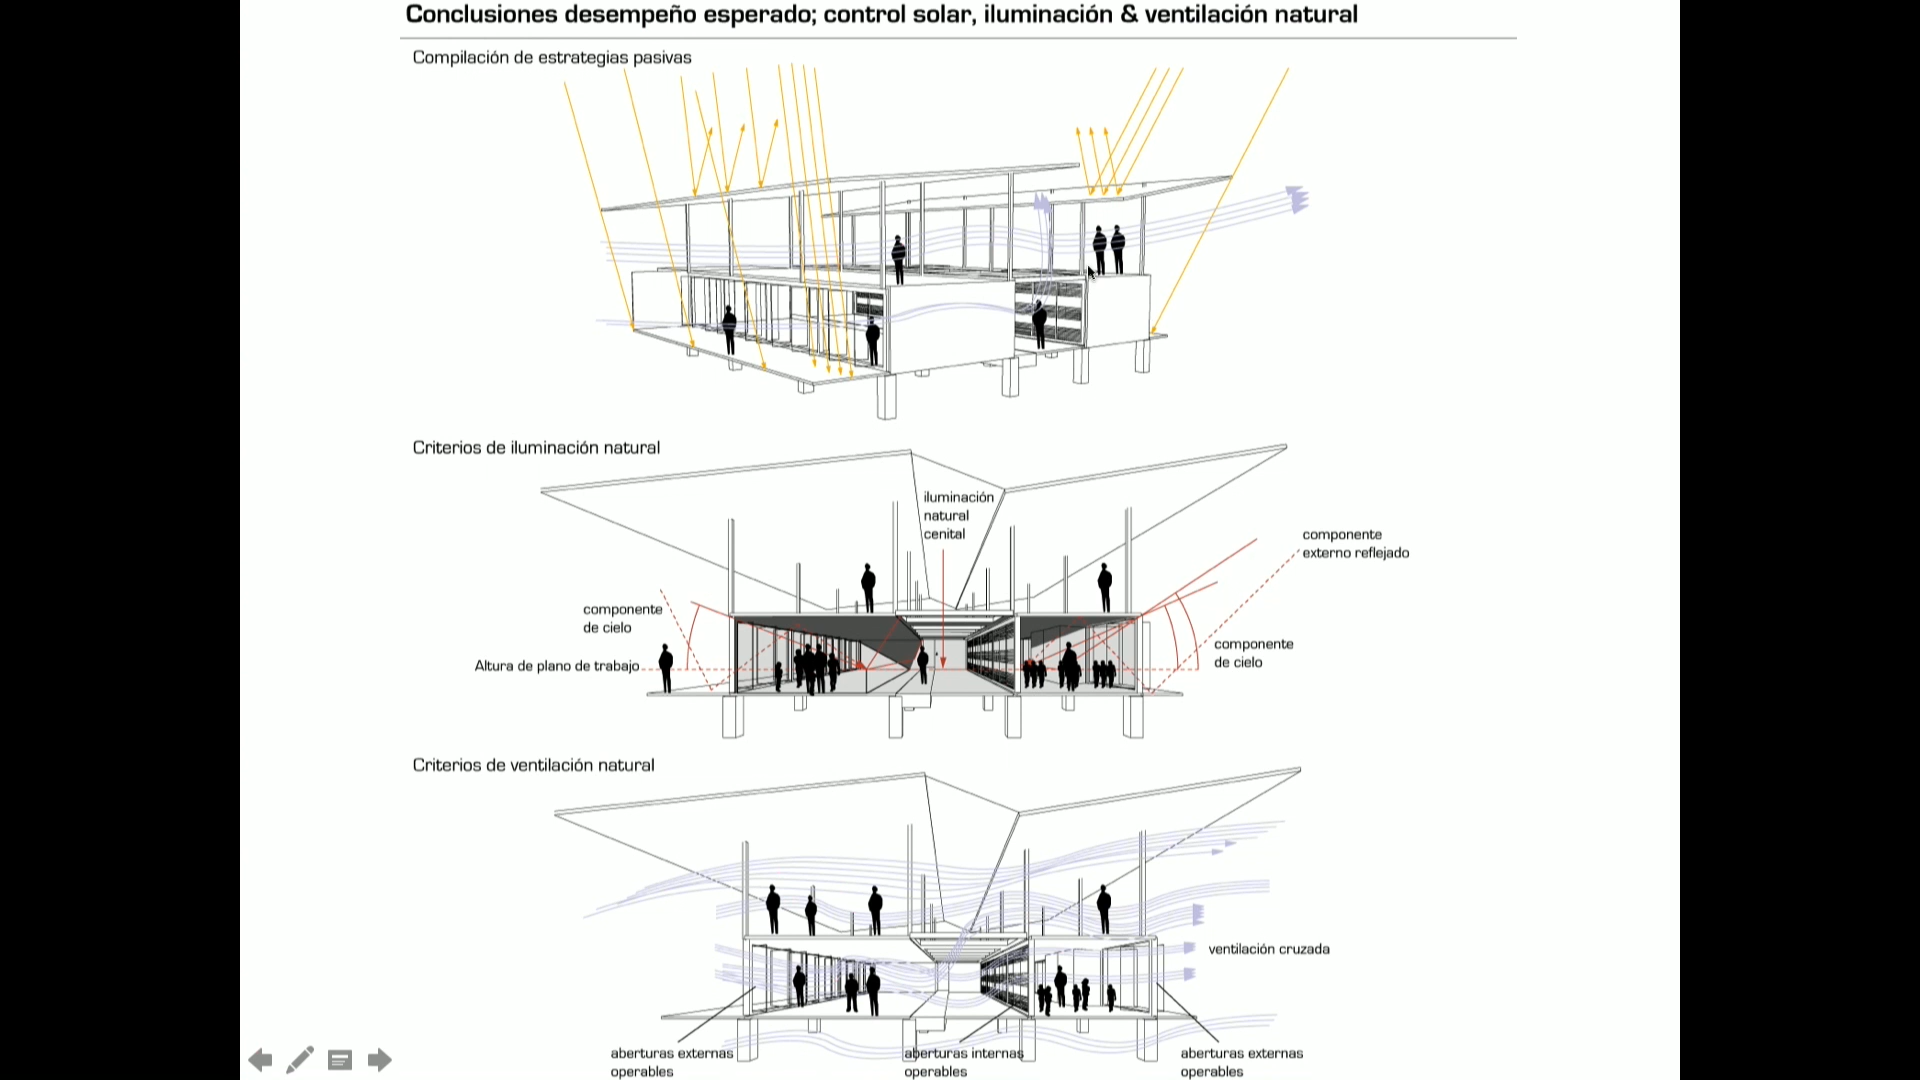 Conclusiones desempeño esperado; control solar, iluminación & ventilación natural
Compilación de estrategias pasivas
Criterios de iluminación natural
iluminación
natural
cenital
componente
externo reflejado
componente
de cielo
componente
de cielo
Altura de plano de trabajo
Criterios de ventilación natural
ventilación cruzada
aberturas externas
operables
aberturas internas
operables
aberturas externas
operables